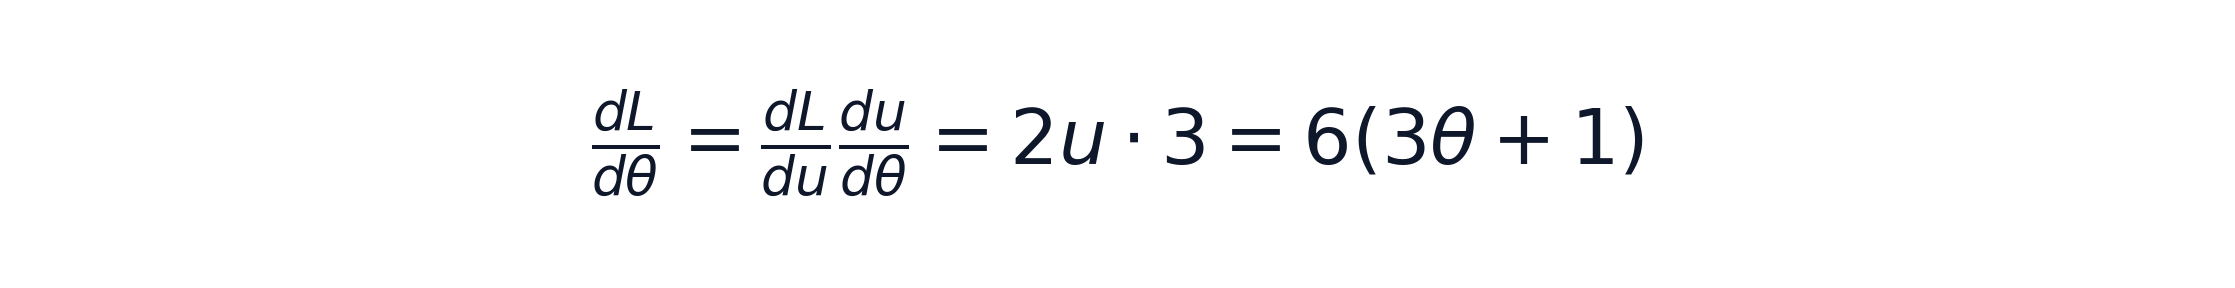 dL/dθ = dL/du du/dθ = 2u · 3 = 6(3θ + 1)